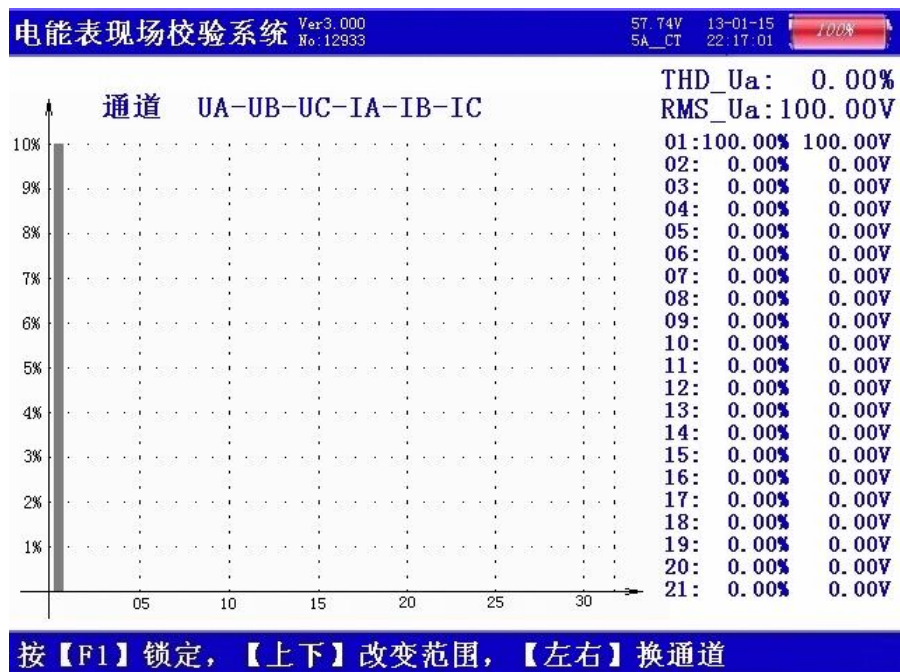 电能表现场校验系统 Ver3.000 57.74V 13-01-15 100%
No:12933 5A__CT 22:17:01
THD_Ua: 0.00%
通道 UA-UB-UC-IA-IB-IC RMS_Ua:100.00V
10% 01:100.00% 100.00V
02: 0.00% 0.00V
9% 03: 0.00% 0.00V
04: 0.00% 0.00V
8% 05: 0.00% 0.00V
06: 0.00% 0.00V
7% 07: 0.00% 0.00V
08: 0.00% 0.00V
6% 09: 0.00% 0.00V
10: 0.00% 0.00V
5% 11: 0.00% 0.00V
12: 0.00% 0.00V
4% 13: 0.00% 0.00V
14: 0.00% 0.00V
3% 15: 0.00% 0.00V
16: 0.00% 0.00V
2% 17: 0.00% 0.00V
18: 0.00% 0.00V
1% 19: 0.00% 0.00V
20: 0.00% 0.00V
21: 0.00% 0.00V
05 10 15 20 25 30
按【F1】锁定，【上下】改变范围，【左右】换通道